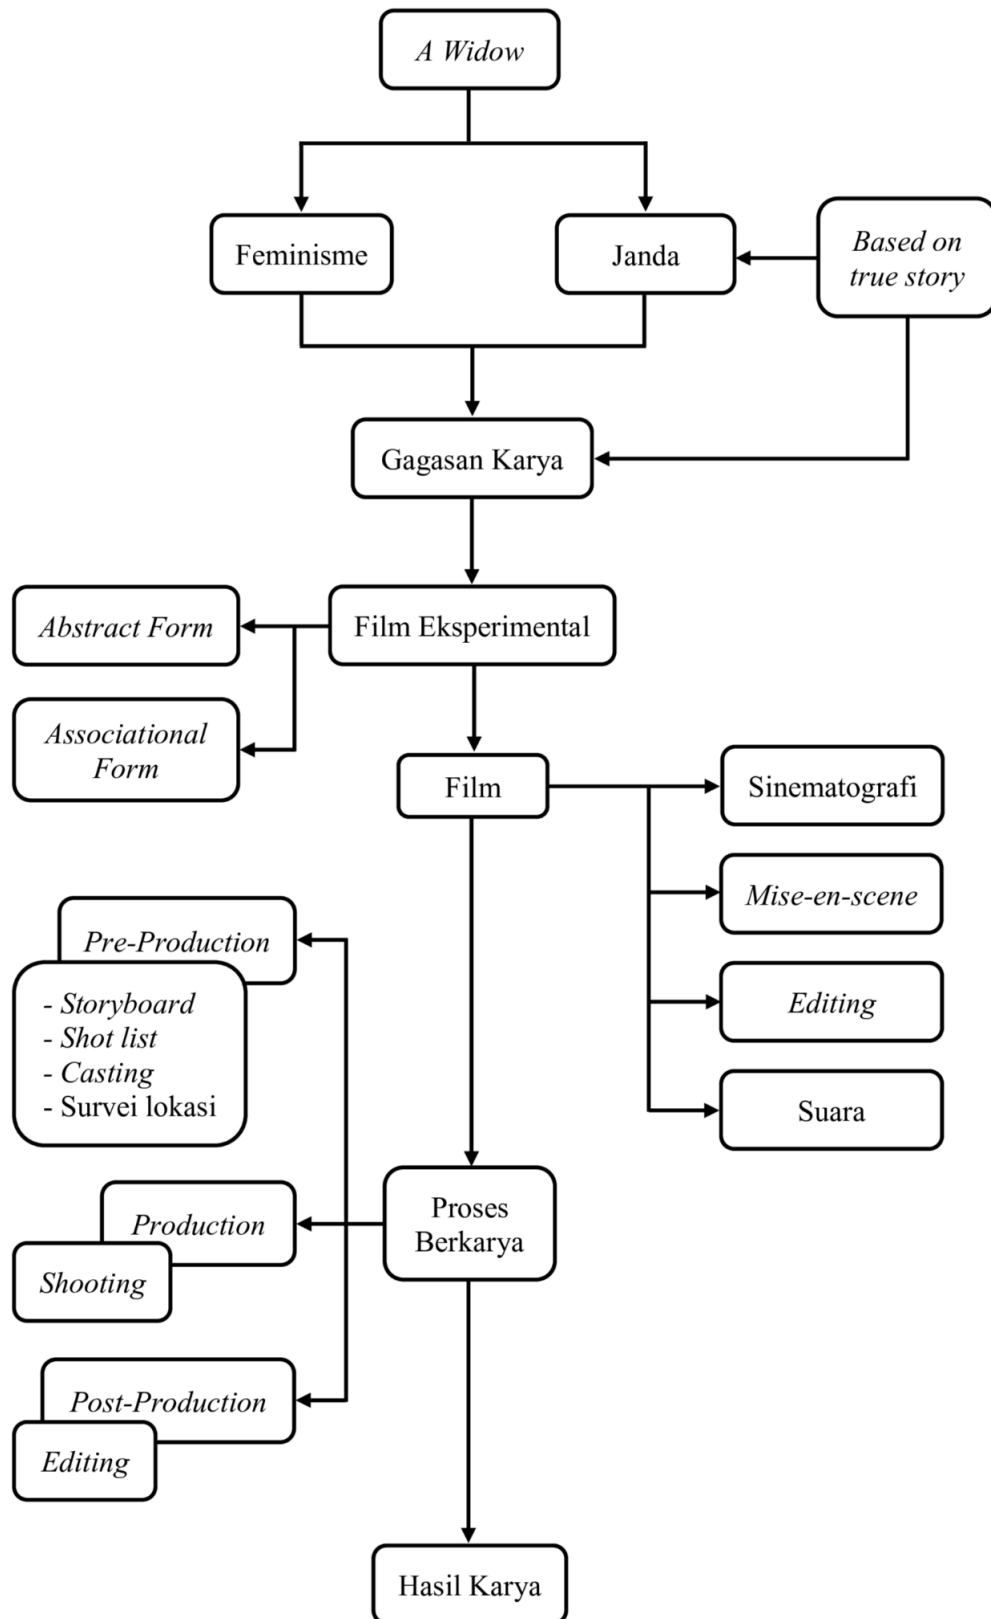 A Widow
Feminisme
Janda
Based on
true story
Gagasan Karya
Film Eksperimental
Abstract Form
Associational
Form
Film
Sinematografi
Mise-en-scene
Editing
Suara
Pre-Production
- Storyboard
- Shot list
- Casting
- Survei lokasi
Proses
Berkarya
Production
Shooting
Post-Production
Editing
Hasil Karya